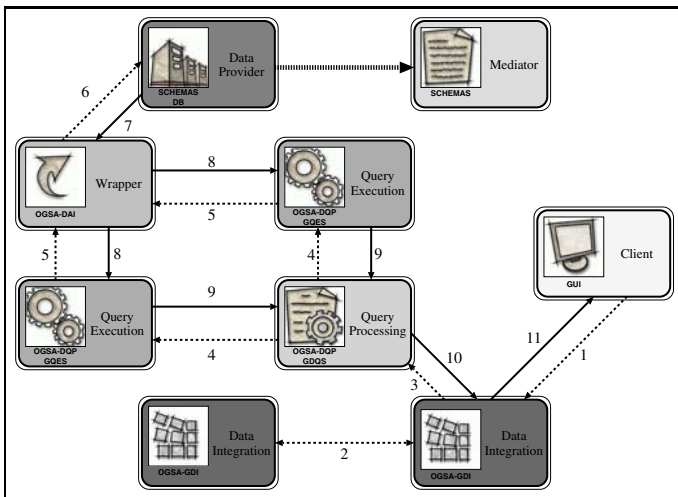 Data
Provider
SCHEMAS
DB
Mediator
SCHEMAS
6
7
Wrapper
OGSA-DAI
8
5
Query
Execution
OGSA-DQP
GQES
5
8
4
9
Client
GUI
Query
Execution
OGSA-DQP
GQES
9
4
Query
Processing
OGSA-DQP
GDQS
10
3
11
1
Data
Integration
OGSA-GDI
2
Data
Integration
OGSA-GDI